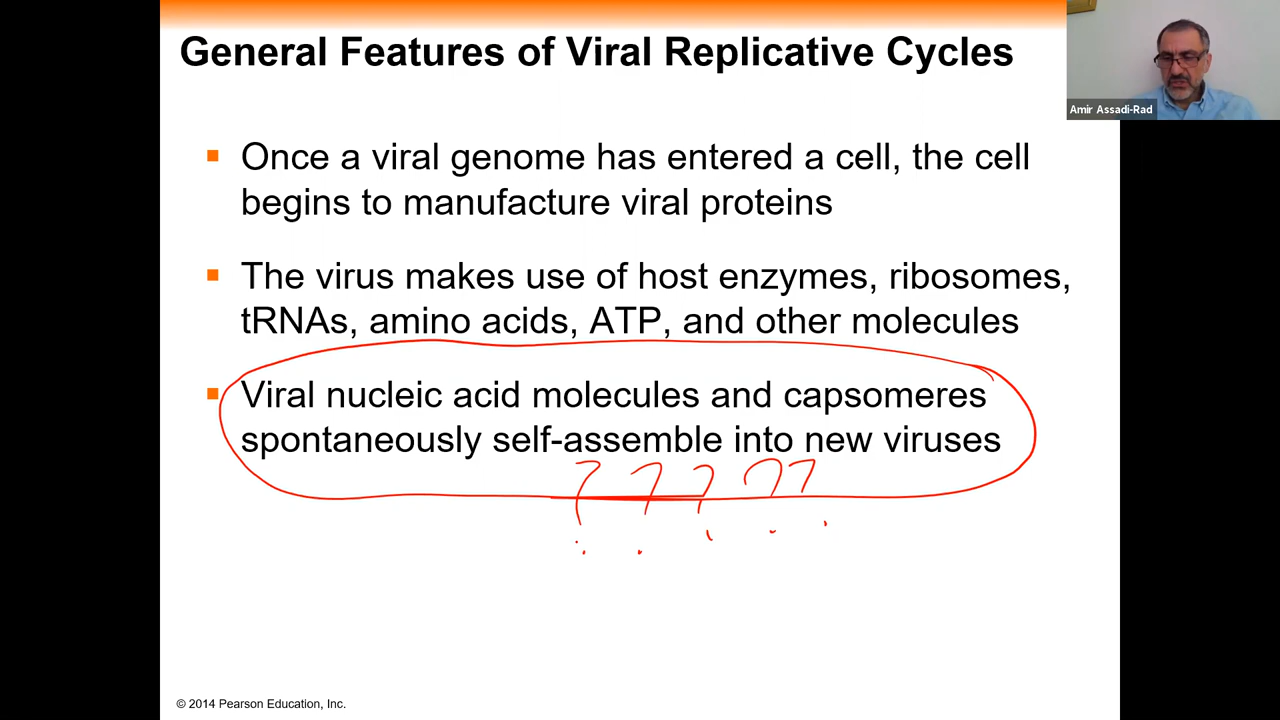 General Features of Viral Replicative Cycles
Amir Assadi-Rad
▪ Once a viral genome has entered a cell, the cell
begins to manufacture viral proteins
▪ The virus makes use of host enzymes, ribosomes,
tRNAs, amino acids, ATP, and other molecules
▪ Viral nucleic acid molecules and capsomeres
spontaneously self-assemble into new viruses
? ? ? ? ?
© 2014 Pearson Education, Inc.